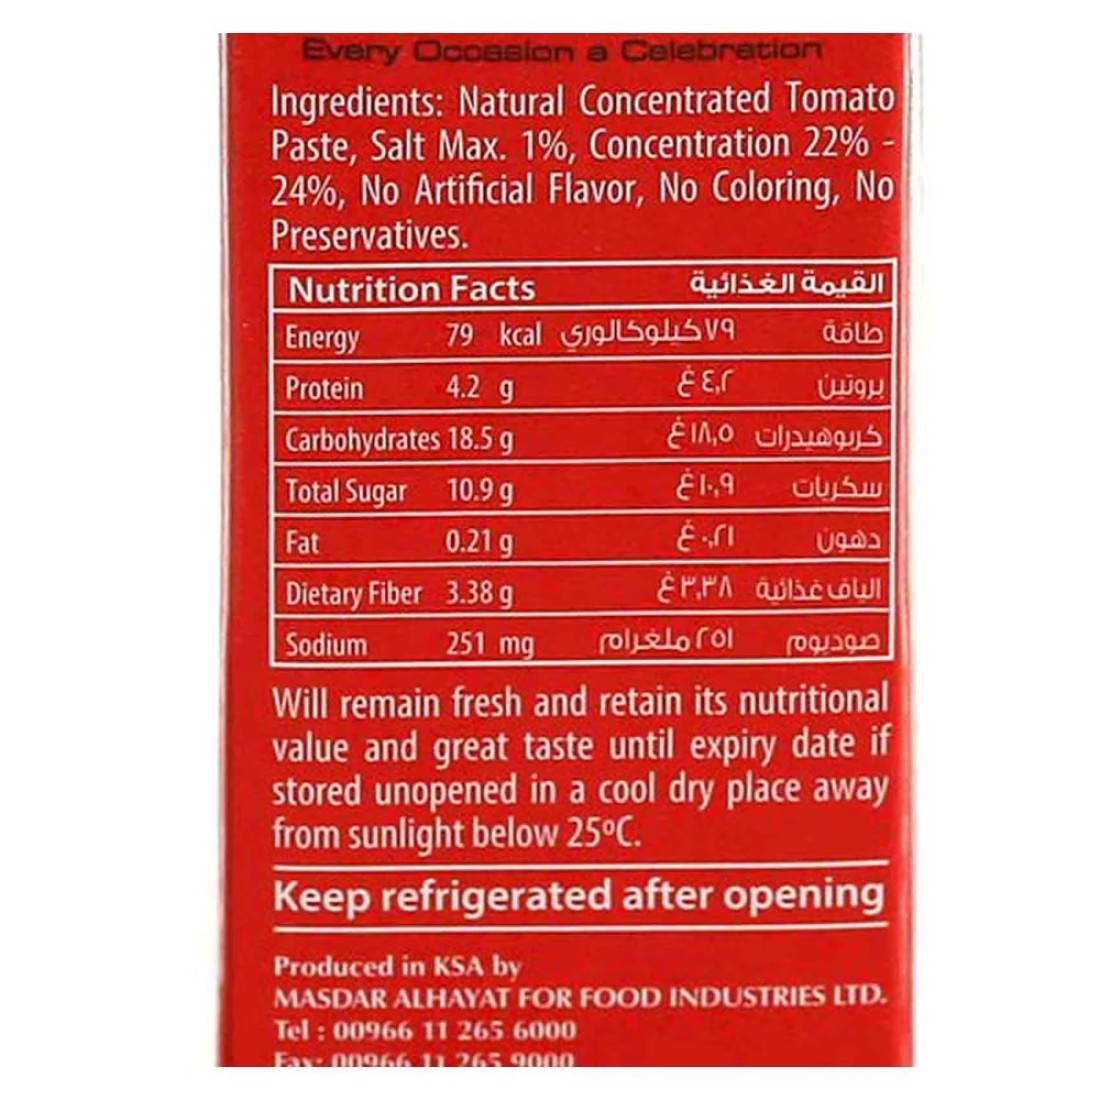 Every Occasion a Celebration
Ingredients: Natural Concentrated Tomato
Paste, Salt Max. 1%, Concentration 22% -
24%, No Artificial Flavor, No Coloring, No
Preservatives.
Nutrition Facts القيمة الغذائية
Energy 79 kcal ٧٩ كيلوكالوري طاقة
Protein 4.2 g ٤,٢ غ بروتين
Carbohydrates 18.5 g ١٨,٥ غ كربوهيدرات
Total Sugar 10.9 g ١٠,٩ غ سكريات
Fat 0.21 g ٠,٢١ غ دهون
Dietary Fiber 3.38 g ٣,٣٨ غ الياف غذائية
Sodium 251 mg ٢٥١ ملغرام صوديوم
Will remain fresh and retain its nutritional
value and great taste until expiry date if
stored unopened in a cool dry place away
from sunlight below 25ºC.
Keep refrigerated after opening
Produced in KSA by
MASDAR ALHAYAT FOR FOOD INDUSTRIES LTD.
Tel : 00966 11 265 6000
Fax: 00966 11 265 9000